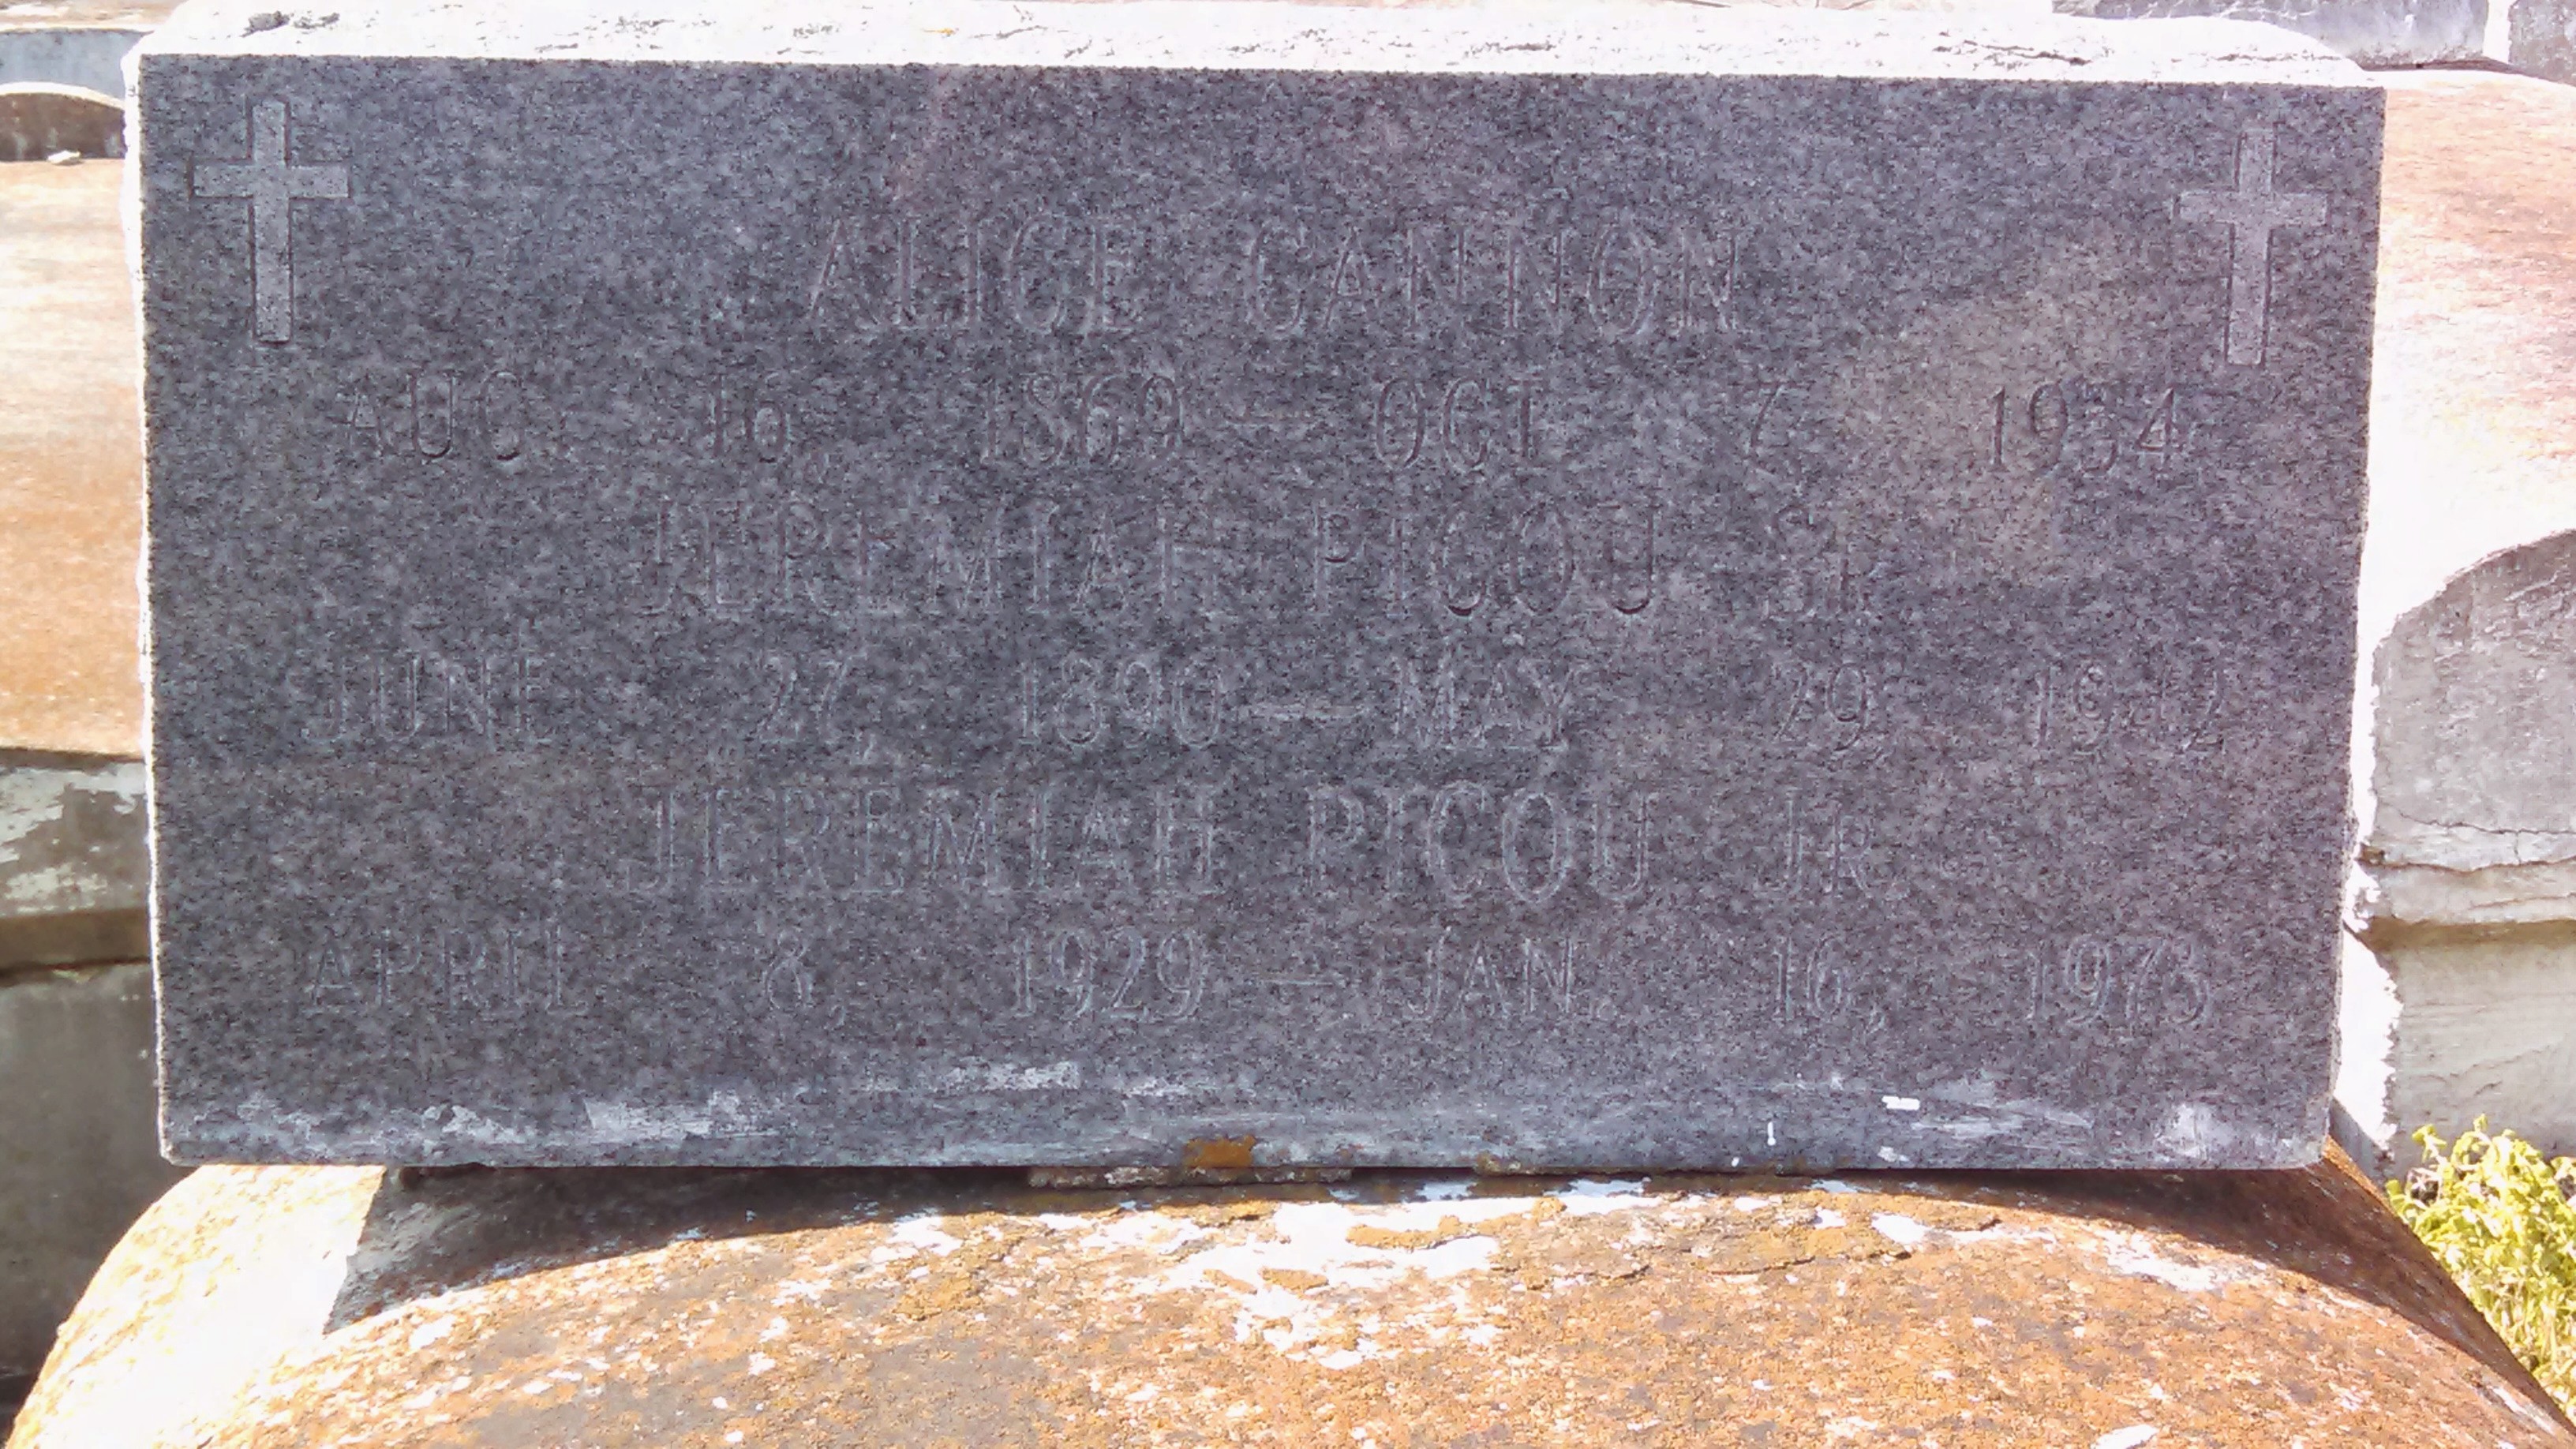 ALICE CANNON
AUG. 16, 1869 — OCT. 7, 1934
JEREMIAH PICOU SR.
JUNE 27, 1890 — MAY 29, 1942
JEREMIAH PICOU JR.
APRIL 8, 1929 — JAN. 16, 1973